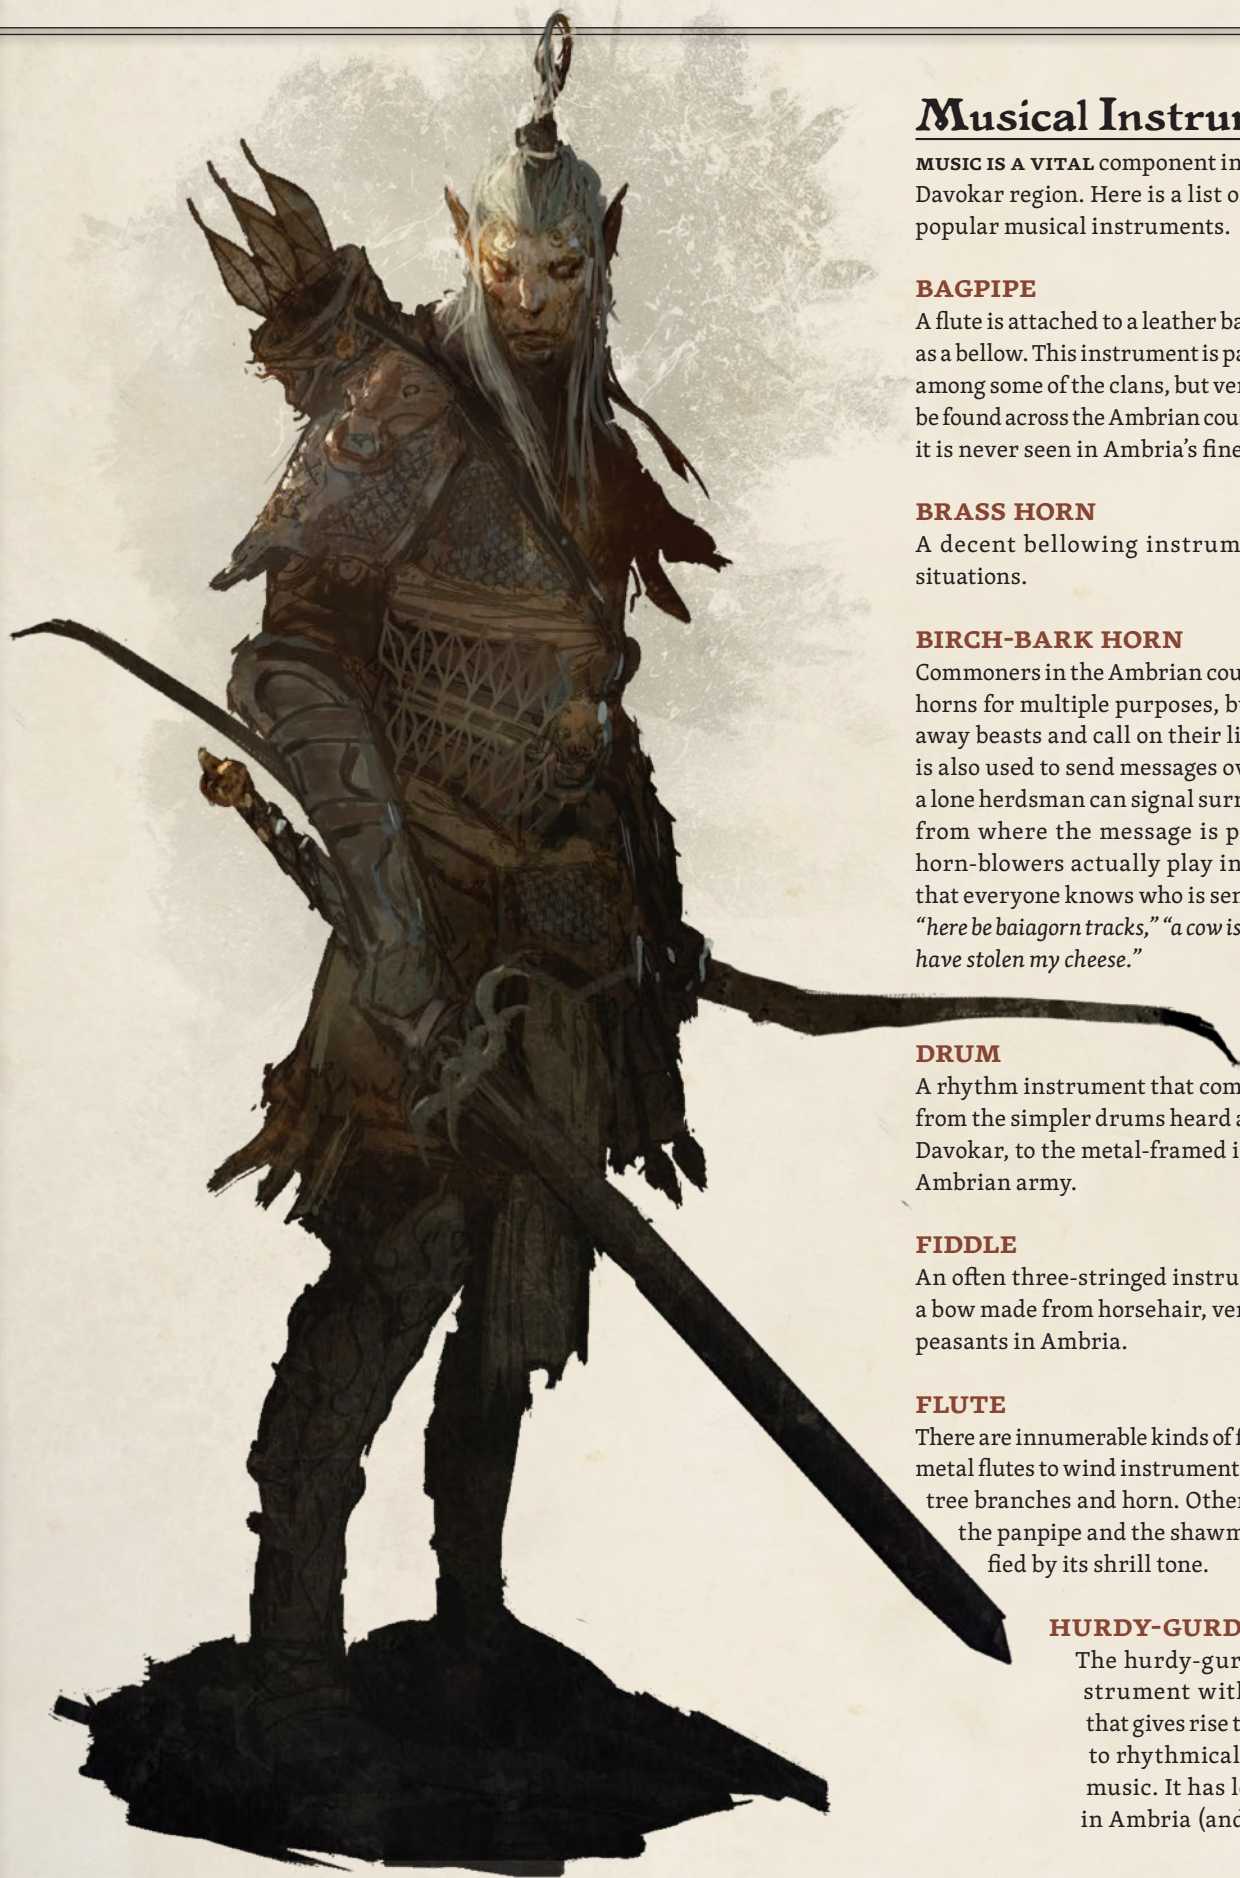 Musical Instrum
MUSIC IS A VITAL component in
Davokar region. Here is a list o
popular musical instruments.
BAGPIPE
A flute is attached to a leather ba
as a bellow. This instrument is pa
among some of the clans, but ver
be found across the Ambrian cou
it is never seen in Ambria’s fine
BRASS HORN
A decent bellowing instrum
situations.
BIRCH-BARK HORN
Commoners in the Ambrian cou
horns for multiple purposes, bu
away beasts and call on their li
is also used to send messages ov
a lone herdsman can signal surr
from where the message is p
horn-blowers actually play in
that everyone knows who is sen
“here be baiagorn tracks,” “a cow is
have stolen my cheese.”
DRUM
A rhythm instrument that com
from the simpler drums heard a
Davokar, to the metal-framed i
Ambrian army.
FIDDLE
An often three-stringed instru
a bow made from horsehair, ver
peasants in Ambria.
FLUTE
There are innumerable kinds of f
metal flutes to wind instrument
tree branches and horn. Other
the panpipe and the shawm
fied by its shrill tone.
HURDY-GURD
The hurdy-gur
strument with
that gives rise t
to rhythmical
music. It has l
in Ambria (and